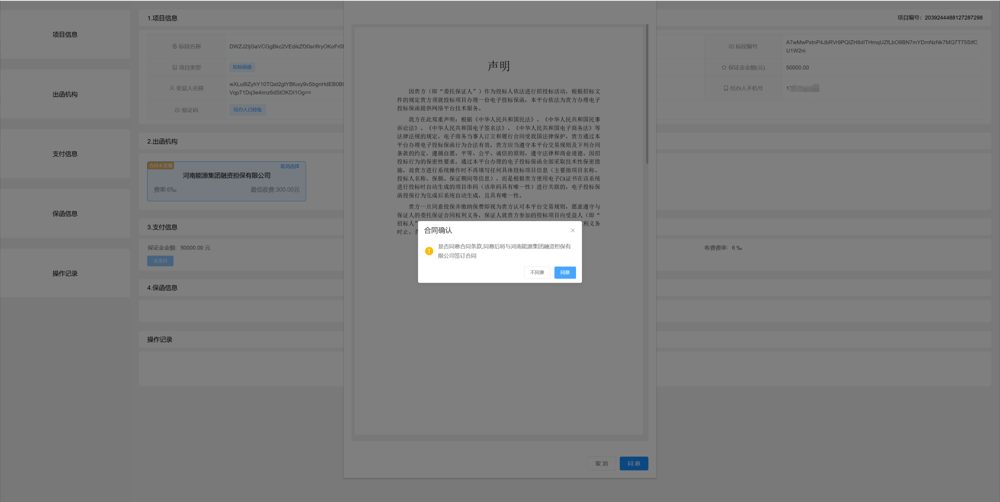 项目信息
出函机构
支付信息
保函信息
操作记录
1.项目信息
项目编号：2039244488127287298
标段名称
DWZJ2IjGaVCGgBkc2VEdikZf30srifIryOKoFr0
标段编号
A7wMwPxtnP4JbRVr9PQIZH8dITHmqUZfLbO9BN7mYDmNzNk7MQ7T75StfC
U1W2ni
项目类型
投标保函
保证金金额(元)
50000.00
受益人名称
wXLu8lZyhY10TQst2gtYBfuxy9vSbgnHdEB0BI
Vqp71Dq3e4imz6dStOKDI1Og==
经办人手机号
1
验证码
经办人已校验
2.出函机构
合同未签署
取消选择
河南能源集团融资担保有限公司
费率:6‰
最低收费:300.00元
3.支付信息
保证金金额: 50000.00 元
收费费率: 6 ‰
去支付
4.保函信息
操作记录
声明
因贵方（即“委托保证人”）作为投标人依法进行招投标活动，根据招标文
件的规定贵方须就投标项目办理一份电子投标保函，本平台依法为贵方办理电子
投标保函提供网络平台技术服务。
我方在此郑重声明：根据《中华人民共和国民法》、《中华人民共和国民事
诉讼法》、《中华人民共和国电子签名法》、《中华人民共和国电子商务法》等
法律法规的规定，电子商务当事人订立和履行合同受我国法律保护，贵方通过本
平台办理电子投标保函行为合法有效，贵方应当遵守本平台交易规则及下列合同
条款的约定，遵循自愿、平等、公平、诚信的原则，遵守法律和商业道德。因招
投标行为的保密性要求，通过本平台办理的电子投标保函全部采取技术性保密措
施，故贵方进行系统操作时不再填写任何具体投标项目信息（主要指项目名称、
投标人名称、保额、保证期间等信息），而是根据贵方使用电子CA证书在该系统
进行投标时自动生成的项目串码（该串码具有唯一性）进行关联的，电子投标保
函投保行为完成后系统自动生成，且具有唯一性。
贵方一旦同意投保并缴纳保费即视为贵方认可本平台交易规则，愿意遵守与
保证人的委托保证合同权利义务，保证人就贵方参加的投标项目向受益人（即“
招标人” 利义务
时止。
合同确认
是否同意合同条款,同意后将与河南能源集团融资担保有
限公司签订合同
不同意
同意
取 消
同 意